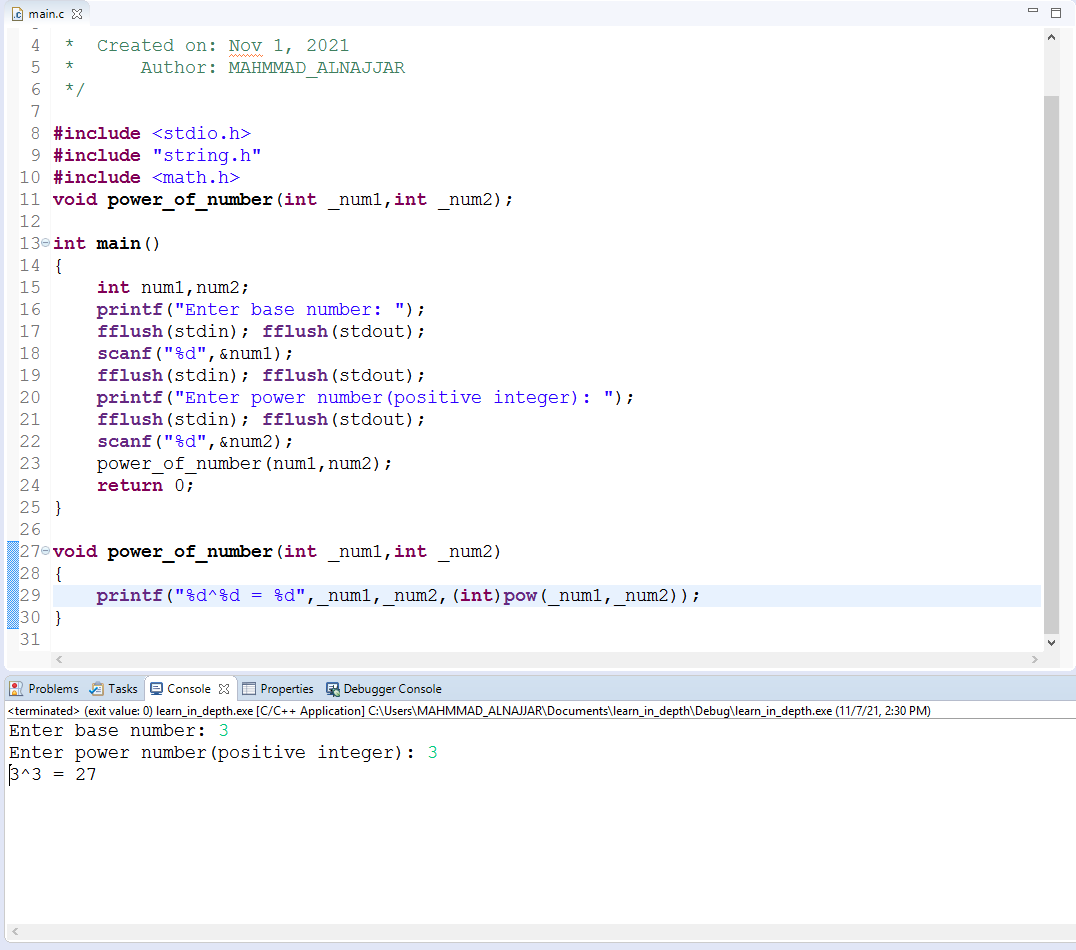 main.c
4 *  Created on: Nov 1, 2021
5 *      Author: MAHMMAD_ALNAJJAR
6 */
7
8 #include <stdio.h>
9 #include "string.h"
10 #include <math.h>
11 void power_of_number(int _num1,int _num2);
12
13 int main()
14 {
15     int num1,num2;
16     printf("Enter base number: ");
17     fflush(stdin); fflush(stdout);
18     scanf("%d",&num1);
19     fflush(stdin); fflush(stdout);
20     printf("Enter power number(positive integer): ");
21     fflush(stdin); fflush(stdout);
22     scanf("%d",&num2);
23     power_of_number(num1,num2);
24     return 0;
25 }
26
27 void power_of_number(int _num1,int _num2)
28 {
29     printf("%d^%d = %d",_num1,_num2,(int)pow(_num1,_num2));
30 }
31
Problems Tasks Console Properties Debugger Console
<terminated> (exit value: 0) learn_in_depth.exe [C/C++ Application] C:\Users\MAHMMAD_ALNAJJAR\Documents\learn_in_depth\Debug\learn_in_depth.exe (11/7/21, 2:30 PM)
Enter base number: 3
Enter power number(positive integer): 3
3^3 = 27